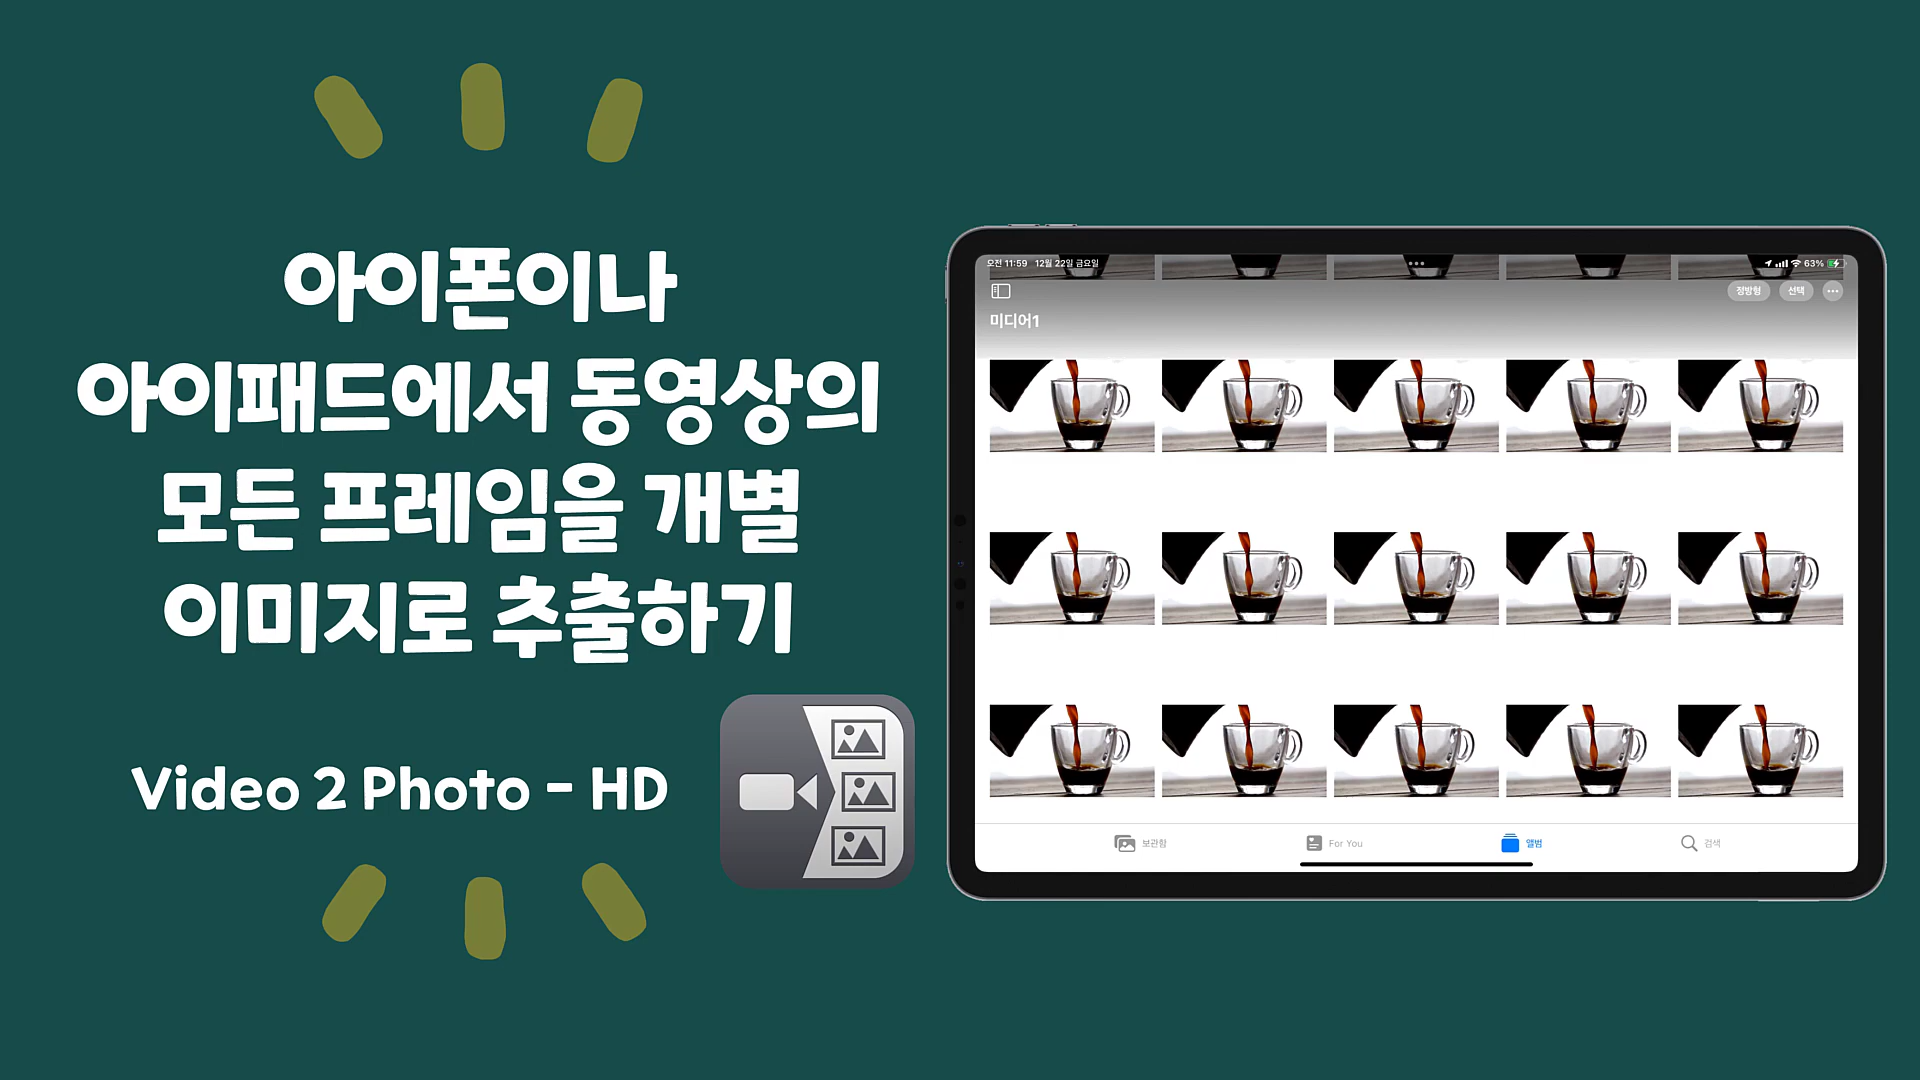 아이폰이나
아이패드에서 동영상의
모든 프레임을 개별
이미지로 추출하기
Video 2 Photo - HD
오전 11:59 12월 22일 금요일
63%
정방형 선택
미디어1
보관함 For You 앨범 검색